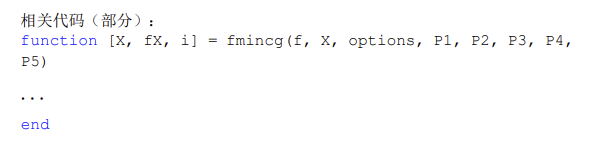 相关代码（部分）：
function [X, fX, i] = fmincg(f, X, options, P1, P2, P3, P4,
P5)
...
end